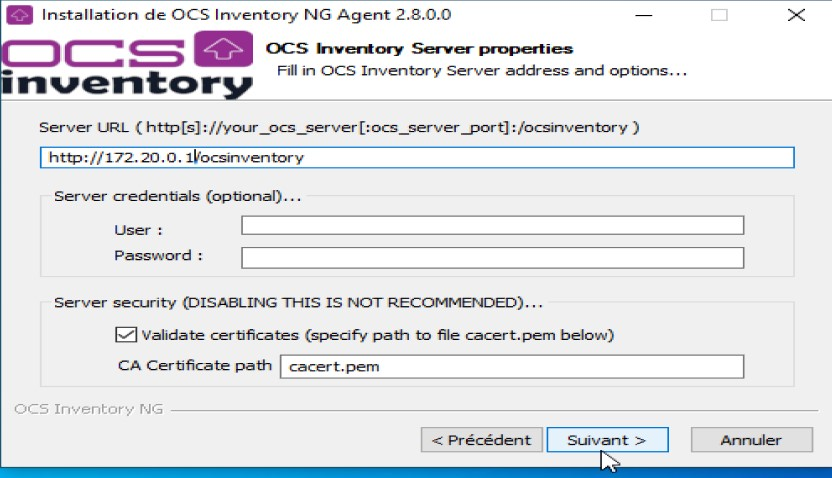 Installation de OCS Inventory NG Agent 2.8.0.0
OCS
inventory
OCS Inventory Server properties
Fill in OCS Inventory Server address and options...
Server URL ( http[s]://your_ocs_server[:ocs_server_port]:/ocsinventory )
http://172.20.0.1/ocsinventory
Server credentials (optional)...
User :
Password :
Server security (DISABLING THIS IS NOT RECOMMENDED)...
Validate certificates (specify path to file cacert.pem below)
CA Certificate path cacert.pem
OCS Inventory NG
< Précédent Suivant > Annuler